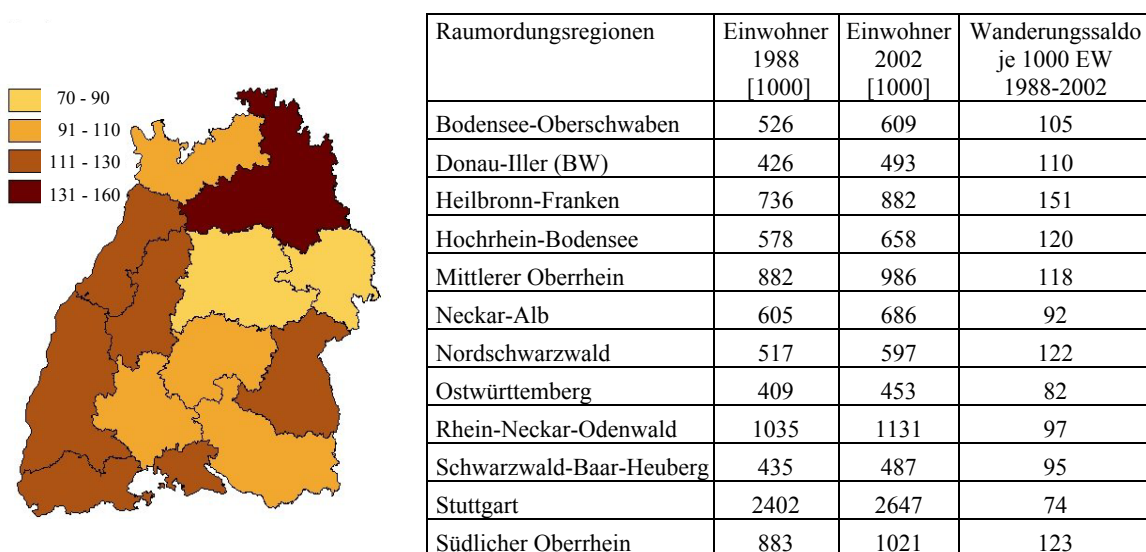 70 - 90
91 - 110
111 - 130
131 - 160
Raumordungsregionen Einwohner 1988 [1000] Einwohner 2002 [1000] Wanderungssaldo je 1000 EW 1988-2002
Bodensee-Oberschwaben 526 609 105
Donau-Iller (BW) 426 493 110
Heilbronn-Franken 736 882 151
Hochrhein-Bodensee 578 658 120
Mittlerer Oberrhein 882 986 118
Neckar-Alb 605 686 92
Nordschwarzwald 517 597 122
Ostwürttemberg 409 453 82
Rhein-Neckar-Odenwald 1035 1131 97
Schwarzwald-Baar-Heuberg 435 487 95
Stuttgart 2402 2647 74
Südlicher Oberrhein 883 1021 123